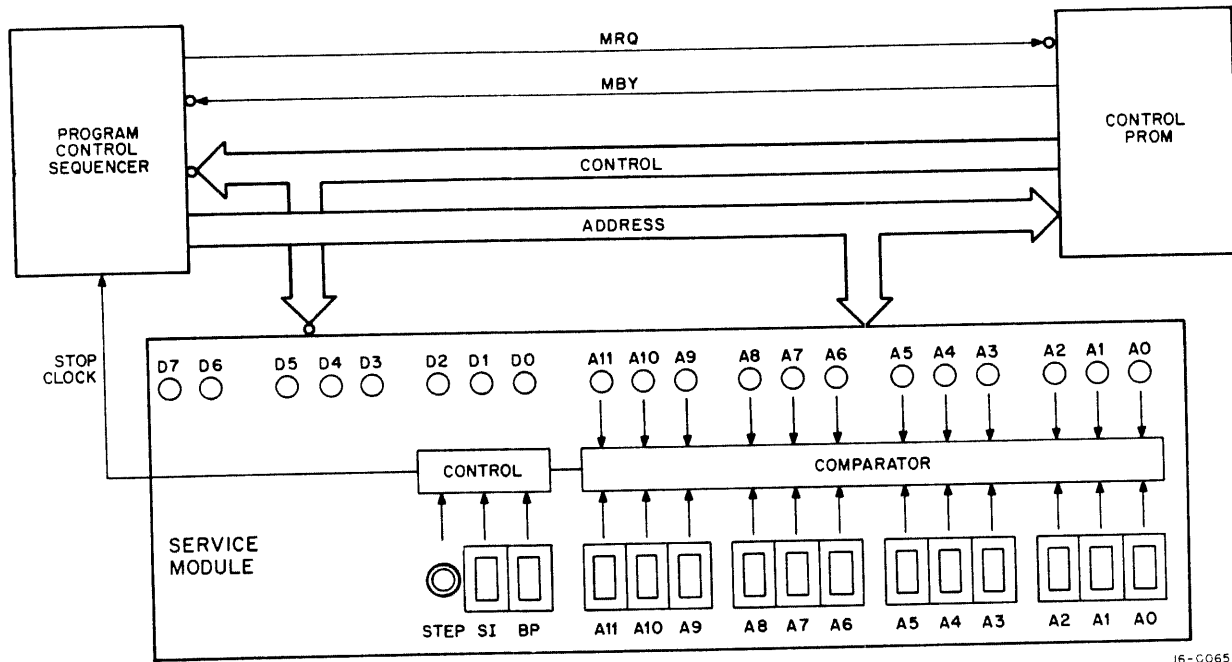 MRQ
MBY
PROGRAM
CONTROL
SEQUENCER
CONTROL
PROM
CONTROL
ADDRESS
STOP
CLOCK
D7 D6 D5 D4 D3 D2 D1 D0 A11 A10 A9 A8 A7 A6 A5 A4 A3 A2 A1 A0
CONTROL
COMPARATOR
SERVICE
MODULE
STEP SI BP A11 A10 A9 A8 A7 A6 A5 A4 A3 A2 A1 A0
16-0065